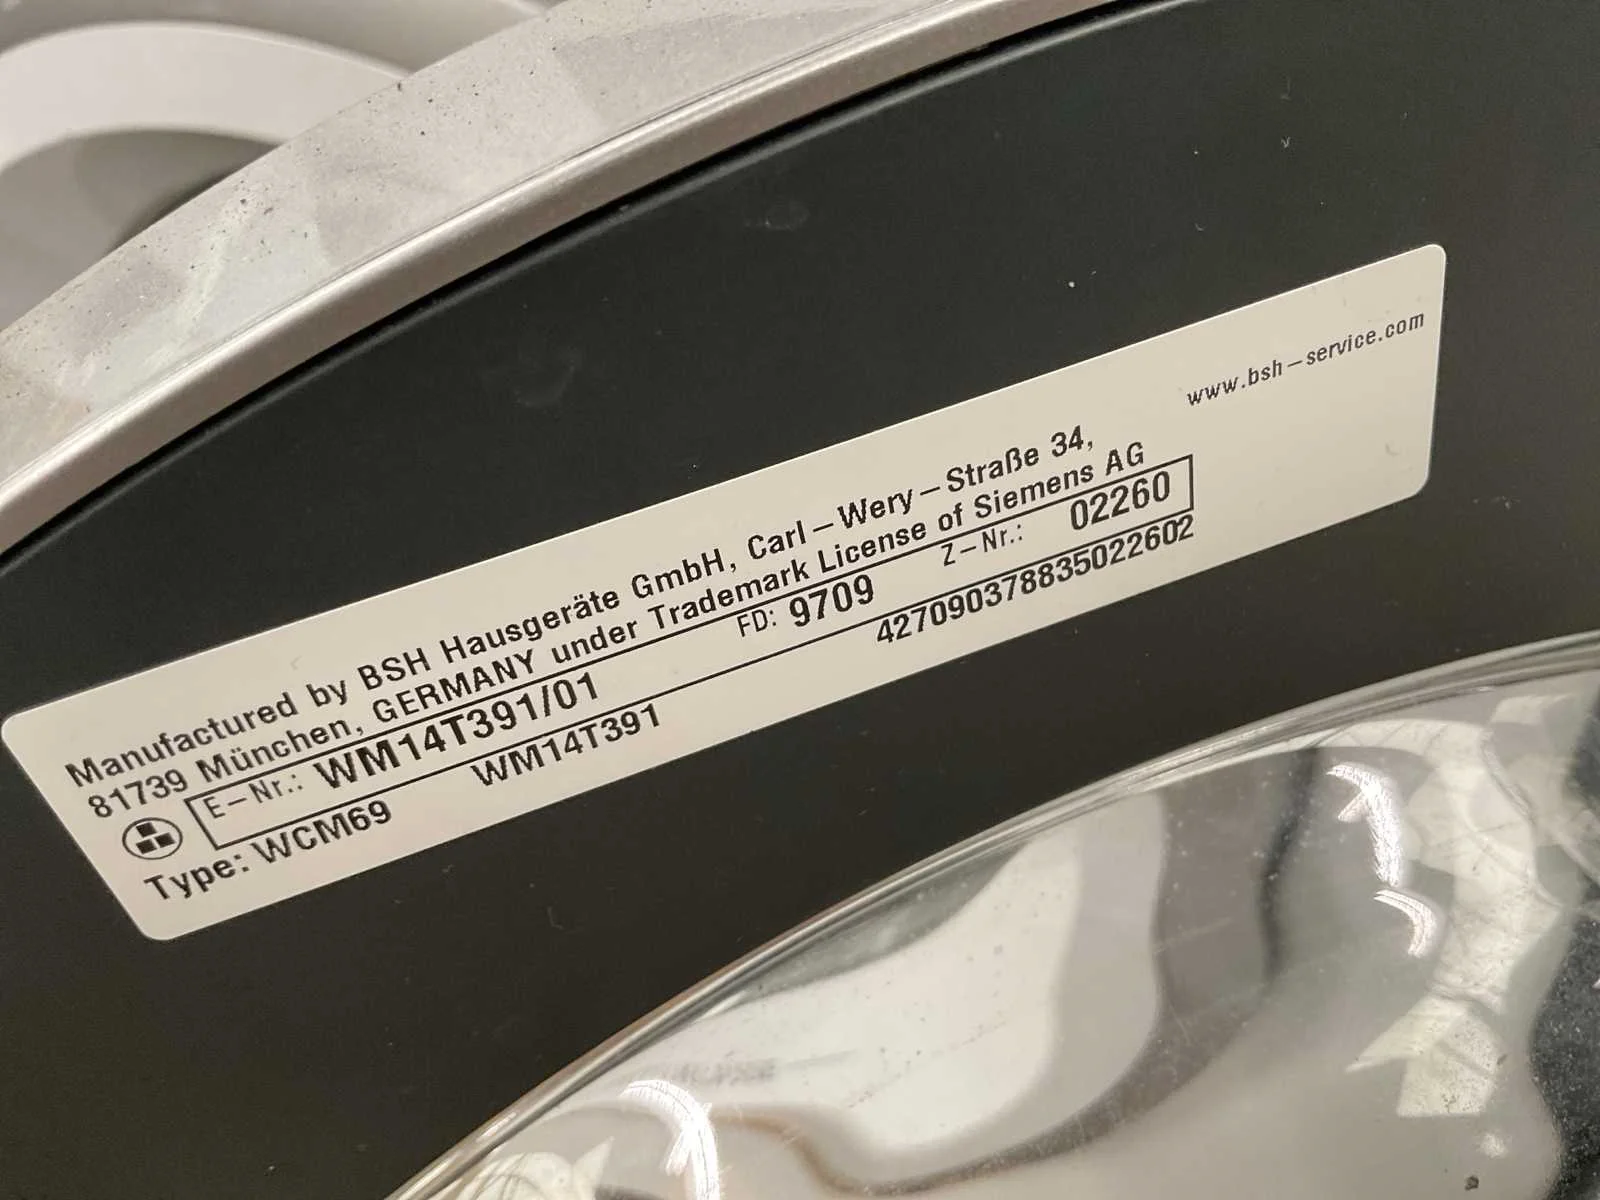 www.bsh-service.com
Manufactured by BSH Hausgeräte GmbH, Carl-Wery-Straße 34,
81739 München, GERMANY under Trademark License of Siemens AG
E-Nr.: WM14T391/01 FD: 9709 Z-Nr.: 02260
Type: WCM69 WM14T391 427090378835022602